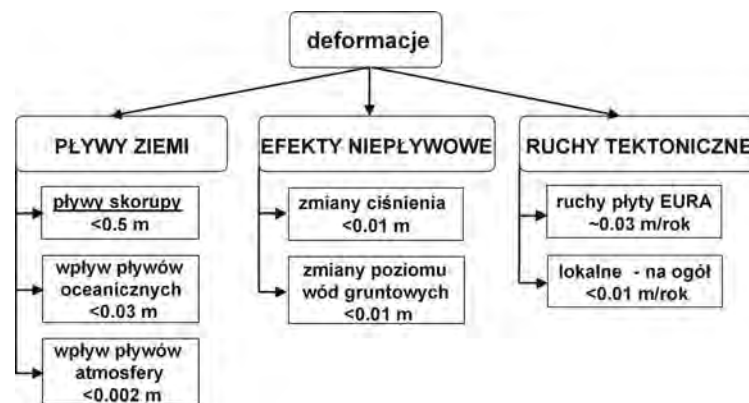 deformacje
PŁYWY ZIEMI
pływy skorupy
<0.5 m
wpływ pływów
oceanicznych
<0.03 m
wpływ pływów
atmosfery
<0.002 m
EFEKTY NIEPŁYWOWE
zmiany ciśnienia
<0.01 m
zmiany poziomu
wód gruntowych
<0.01 m
RUCHY TEKTONICZNE
ruchy płyty EURA
~0.03 m/rok
lokalne - na ogół
<0.01 m/rok